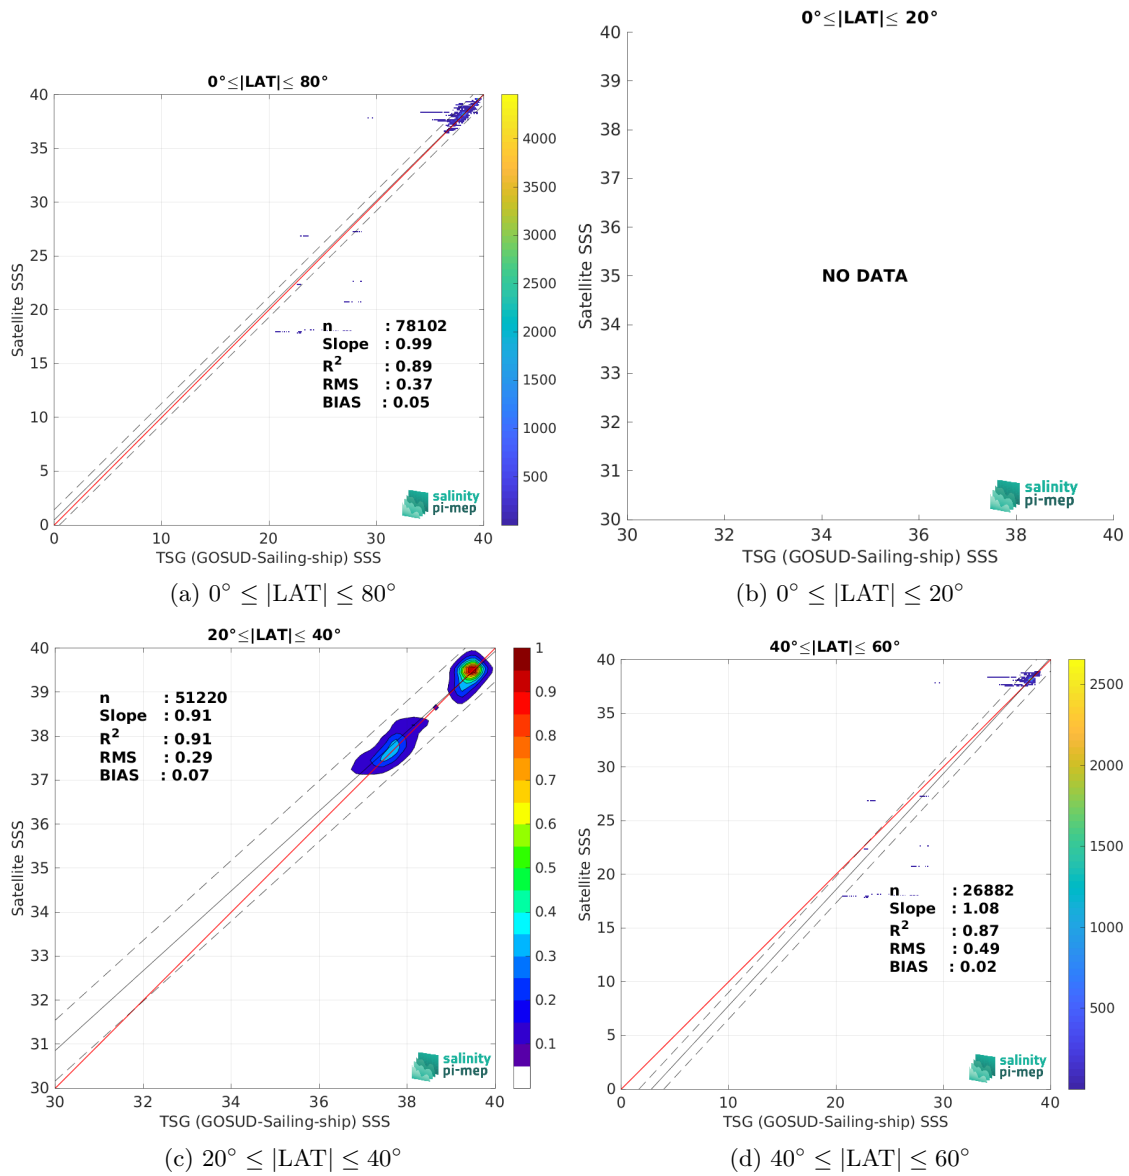 0°≤|LAT|≤ 80°
40
35
30
25
20
15
10
5
0
0
10
20
30
40
Satellite SSS
TSG (GOSUD-Sailing-ship) SSS
n : 78102
Slope : 0.99
R² : 0.89
RMS : 0.37
BIAS : 0.05
salinity
pi-mep
4000
3500
3000
2500
2000
1500
1000
500
(a) 0° ≤ |LAT| ≤ 80°
0°≤|LAT|≤ 20°
40
39
38
37
36
35
34
33
32
31
30
30
32
34
36
38
40
Satellite SSS
TSG (GOSUD-Sailing-ship) SSS
NO DATA
salinity
pi-mep
(b) 0° ≤ |LAT| ≤ 20°
20°≤|LAT|≤ 40°
40
39
38
37
36
35
34
33
32
31
30
30
32
34
36
38
40
Satellite SSS
TSG (GOSUD-Sailing-ship) SSS
n : 51220
Slope : 0.91
R² : 0.91
RMS : 0.29
BIAS : 0.07
salinity
pi-mep
1
0.9
0.8
0.7
0.6
0.5
0.4
0.3
0.2
0.1
(c) 20° ≤ |LAT| ≤ 40°
40°≤|LAT|≤ 60°
40
35
30
25
20
15
10
5
0
0
10
20
30
40
Satellite SSS
TSG (GOSUD-Sailing-ship) SSS
n : 26882
Slope : 1.08
R² : 0.87
RMS : 0.49
BIAS : 0.02
salinity
pi-mep
2500
2000
1500
1000
500
(d) 40° ≤ |LAT| ≤ 60°